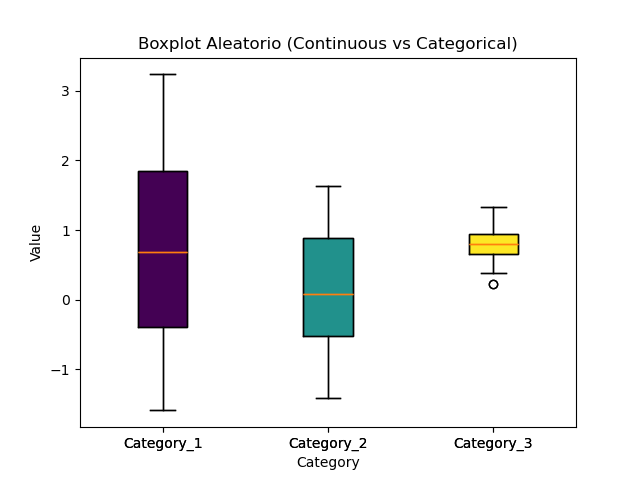 Boxplot Aleatorio (Continuous vs Categorical)
Value
3
2
1
0
−1
Category_1 Category_2 Category_3
Category